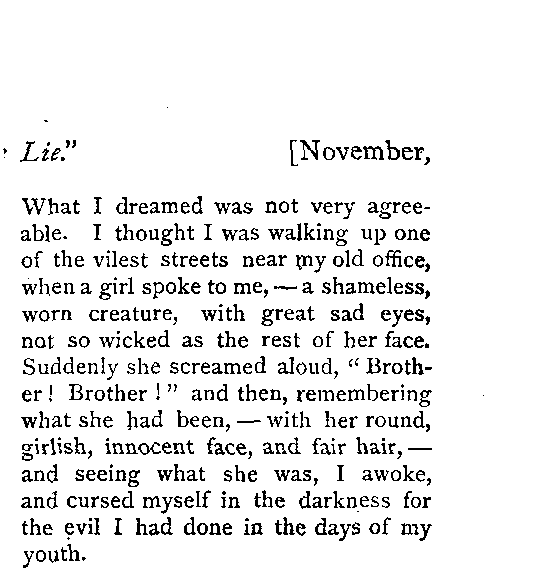 Lie." [November,
What I dreamed was not very agree-
able. I thought I was walking up one
of the vilest streets near my old office,
when a girl spoke to me, — a shameless,
worn creature, with great sad eyes,
not so wicked as the rest of her face.
Suddenly she screamed aloud, " Broth-
er ! Brother ! " and then, remembering
what she had been, — with her round,
girlish, innocent face, and fair hair, —
and seeing what she was, I awoke,
and cursed myself in the darkness for
the evil I had done in the days of my
youth.